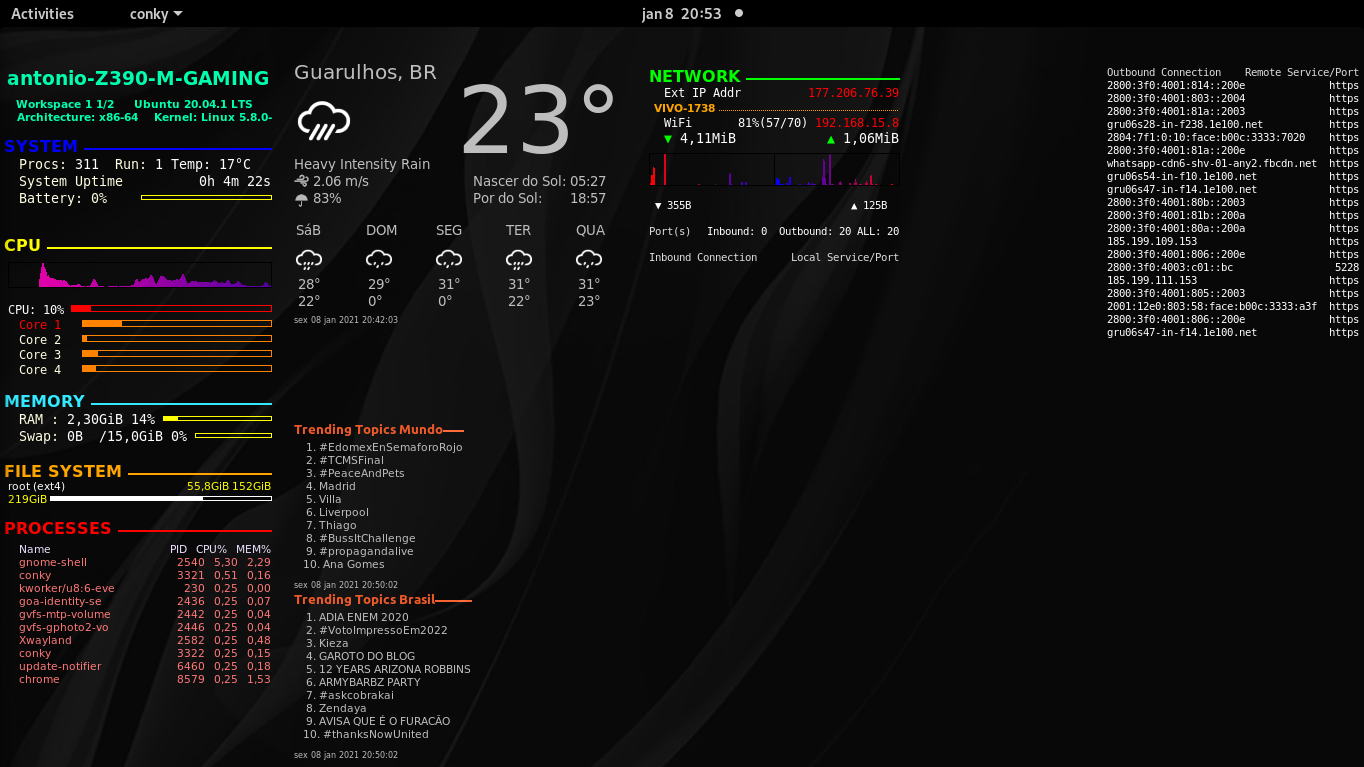 Activities conky jan 8 20:53
antonio-Z390-M-GAMING
Workspace 1 1/2 Ubuntu 20.04.1 LTS
Architecture: x86-64 Kernel: Linux 5.8.0-
SYSTEM
Procs: 311 Run: 1 Temp: 17°C
System Uptime 0h 4m 22s
Battery: 0%
CPU
CPU: 10%
Core 1
Core 2
Core 3
Core 4
MEMORY
RAM : 2,30GiB 14%
Swap: 0B /15,0GiB 0%
FILE SYSTEM
root (ext4) 55,8GiB 152GiB
219GiB
PROCESSES
Name PID CPU% MEM%
gnome-shell 2540 5,30 2,29
conky 3321 0,51 0,16
kworker/u8:6-eve 230 0,25 0,00
goa-identity-se 2436 0,25 0,07
gvfs-mtp-volume 2442 0,25 0,04
gvfs-gphoto2-vo 2446 0,25 0,04
Xwayland 2582 0,25 0,48
conky 3322 0,25 0,15
update-notifier 6460 0,25 0,18
chrome 8579 0,25 1,53
Guarulhos, BR
23°
Heavy Intensity Rain
2.06 m/s Nascer do Sol: 05:27
83% Por do Sol: 18:57
SáB DOM SEG TER QUA
28° 29° 31° 31° 31°
22° 0° 0° 22° 23°
sex 08 jan 2021 20:42:03
Trending Topics Mundo
1. #EdomexEnSemaforoRojo
2. #TCMSFinal
3. #PeaceAndPets
4. Madrid
5. Villa
6. Liverpool
7. Thiago
8. #BussItChallenge
9. #propagandalive
10. Ana Gomes
sex 08 jan 2021 20:50:02
Trending Topics Brasil
1. ADIA ENEM 2020
2. #VotoImpressoEm2022
3. Kieza
4. GAROTO DO BLOG
5. 12 YEARS ARIZONA ROBBINS
6. ARMYBARBZ PARTY
7. #askcobrakai
8. Zendaya
9. AVISA QUE É O FURACÃO
10. #thanksNowUnited
sex 08 jan 2021 20:50:02
NETWORK
Ext IP Addr 177.206.76.39
VIVO-1738
WiFi 81%(57/70) 192.168.15.8
▼ 4,11MiB ▲ 1,06MiB
▼ 355B ▲ 125B
Port(s) Inbound: 0 Outbound: 20 ALL: 20
Inbound Connection Local Service/Port
Outbound Connection Remote Service/Port
2800:3f0:4001:814::200e https
2800:3f0:4001:803::2004 https
2800:3f0:4001:81a::2003 https
gru06s28-in-f238.1e100.net https
2804:7f1:0:10:face:b00c:3333:7020 https
2800:3f0:4001:81a::200e https
whatsapp-cdn6-shv-01-any2.fbcdn.net https
gru06s54-in-f10.1e100.net https
gru06s47-in-f14.1e100.net https
2800:3f0:4001:80b::2003 https
2800:3f0:4001:81b::200a https
2800:3f0:4001:80a::200a https
185.199.109.153 https
2800:3f0:4001:806::200e https
2800:3f0:4003:c01::bc 5228
185.199.111.153 https
2800:3f0:4001:805::2003 https
2001:12e0:803:58:face:b00c:3333:a3f https
2800:3f0:4001:806::200e https
gru06s47-in-f14.1e100.net https